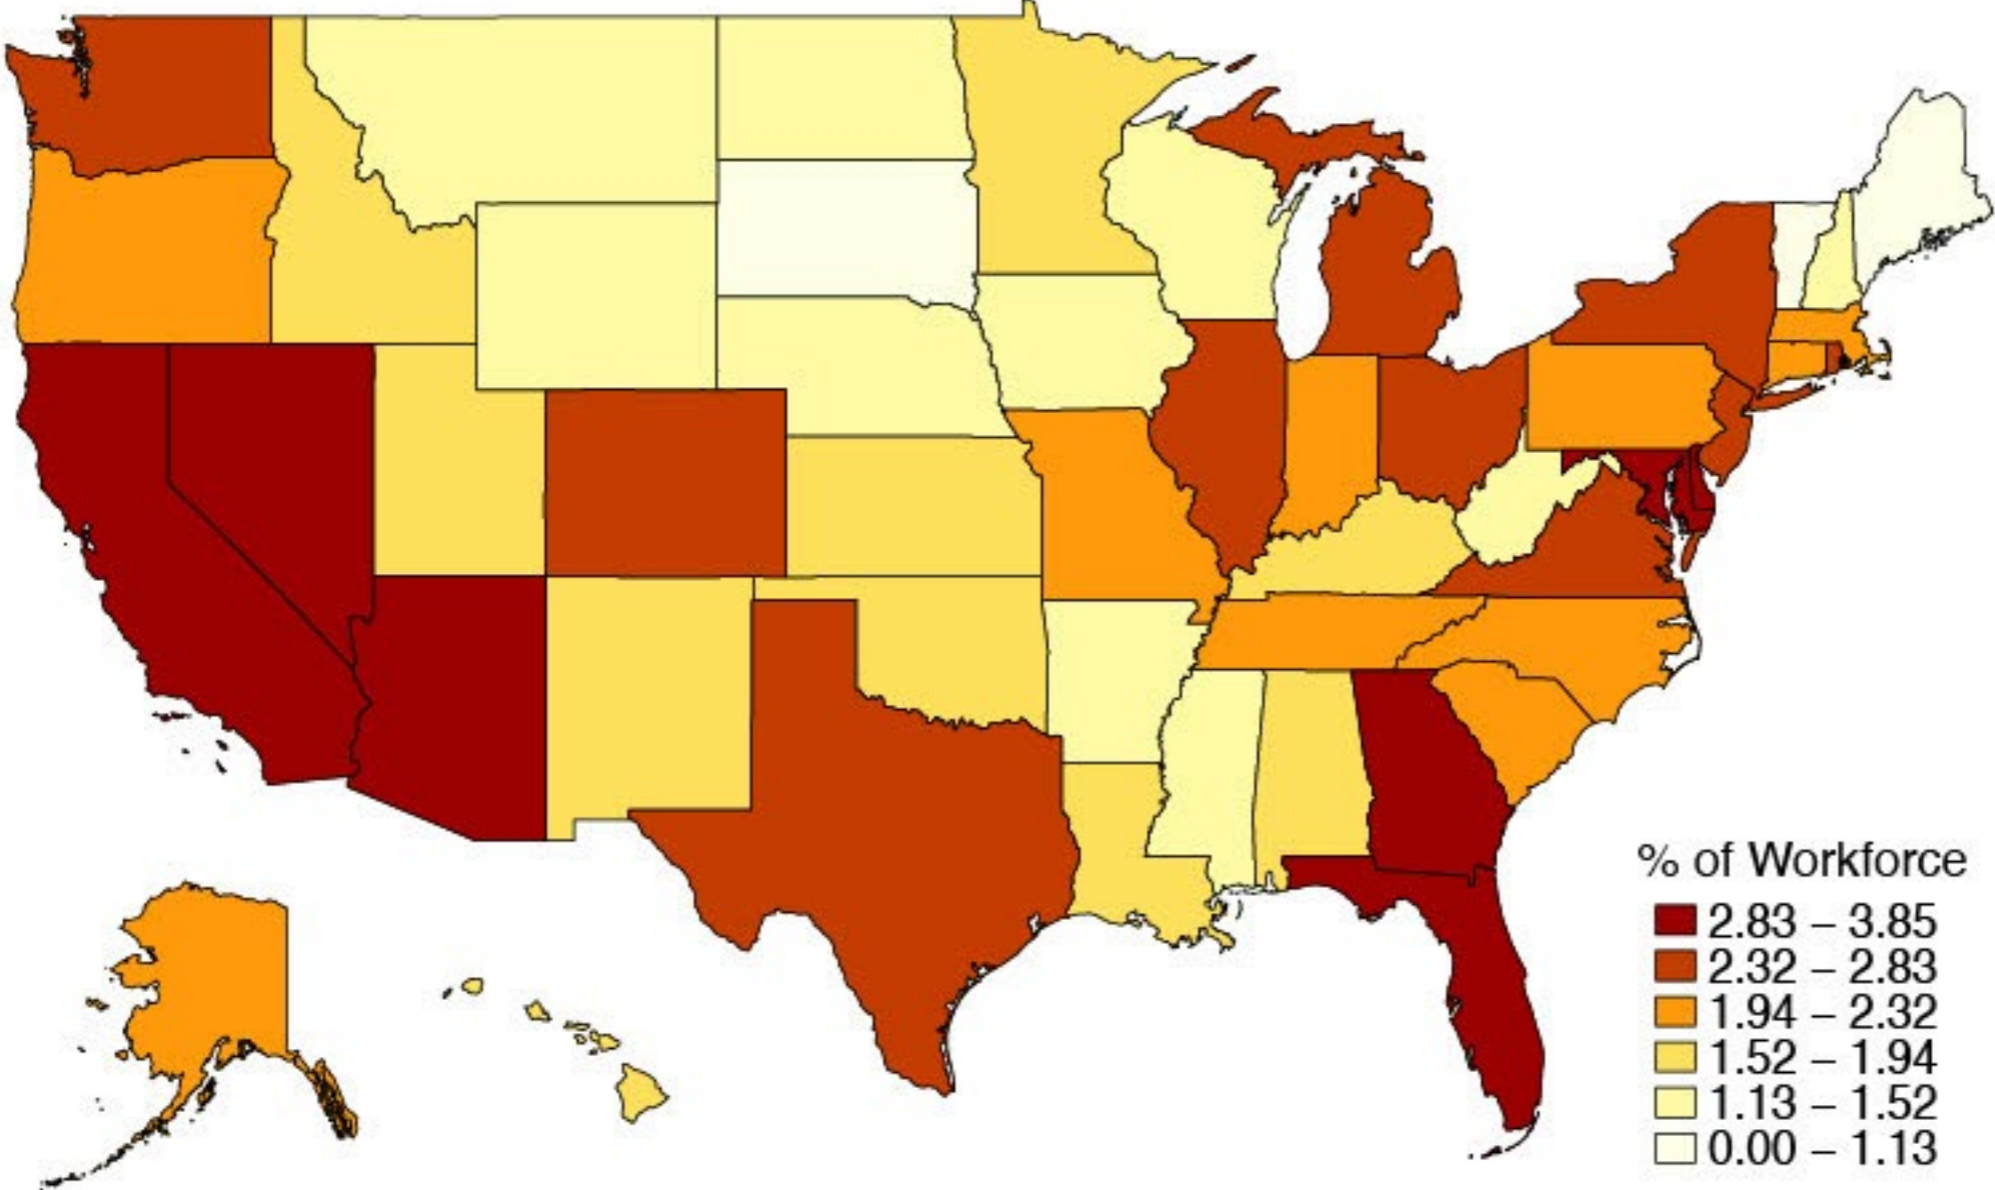 % of Workforce
2.83 – 3.85
2.32 – 2.83
1.94 – 2.32
1.52 – 1.94
1.13 – 1.52
0.00 – 1.13